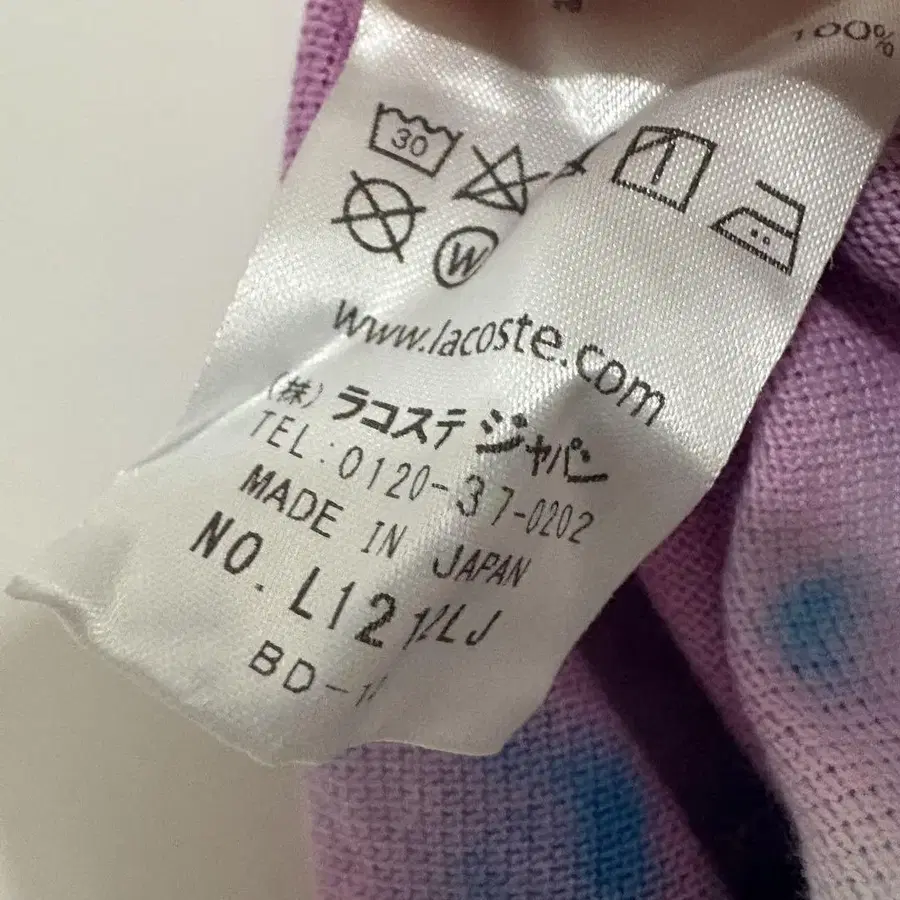 100%
30
W
www.lacoste.com
(株) ラコステ ジャパン
TEL:0120-37-0202
MADE IN JAPAN
NO.